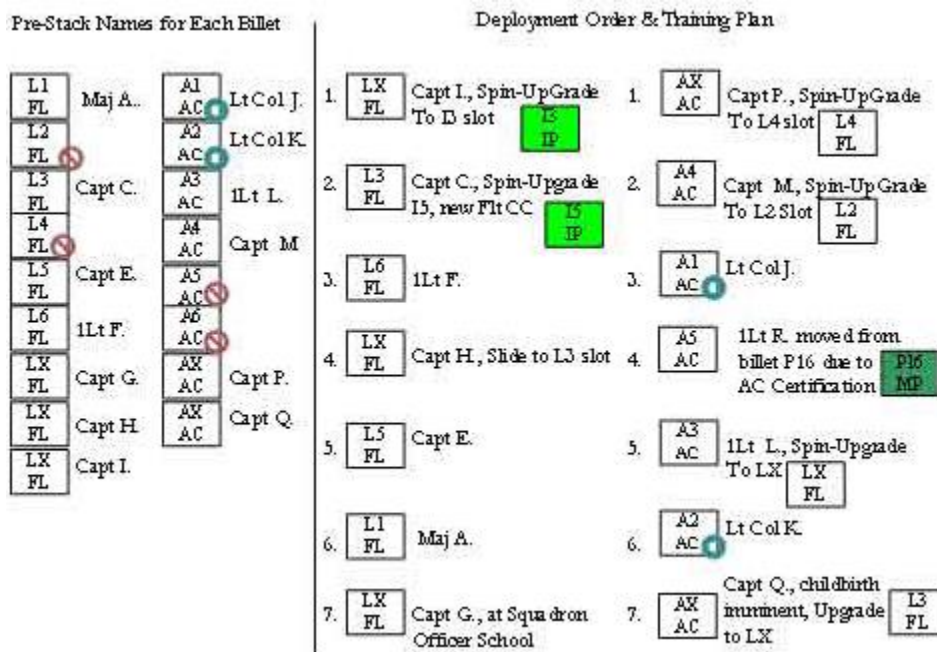 Pre-Stack Names for Each Billet
L1
FL
Maj A..
L2
FL
L3
FL
Capt C.
L4
FL
L5
FL
Capt E.
L6
FL
1Lt F.
LX
FL
Capt G.
LX
FL
Capt H.
LX
FL
Capt I.
A1
AC
Lt Col J.
A2
AC
Lt Col K.
A3
AC
1Lt L.
A4
AC
Capt M
A5
AC
A6
AC
AX
AC
Capt P.
AX
AC
Capt Q.
Deployment Order & Training Plan
1.
LX
FL
Capt I., Spin-UpGrade
To I3 slot
I3
IP
2.
L3
FL
Capt C., Spin-Upgrade
I5, new Flt CC
I5
IP
3.
L6
FL
1Lt F.
4.
LX
FL
Capt H., Slide to L3 slot
5.
L5
FL
Capt E.
6.
L1
FL
Maj A.
7.
LX
FL
Capt G., at Squadron
Officer School
1.
AX
AC
Capt P., Spin-UpGrade
To L4 slot
L4
FL
2.
A4
AC
Capt M., Spin-UpGrade
To L2 Slot
L2
FL
3.
A1
AC
Lt Col J.
4.
A5
AC
1Lt R. moved from
billet P16 due to
AC Certification
P16
MP
5.
A3
AC
1Lt L., Spin-Upgrade
To LX
LX
FL
6.
A2
AC
Lt Col K.
7.
AX
AC
Capt Q., childbirth
imminent, Upgrade
to LX
L3
FL